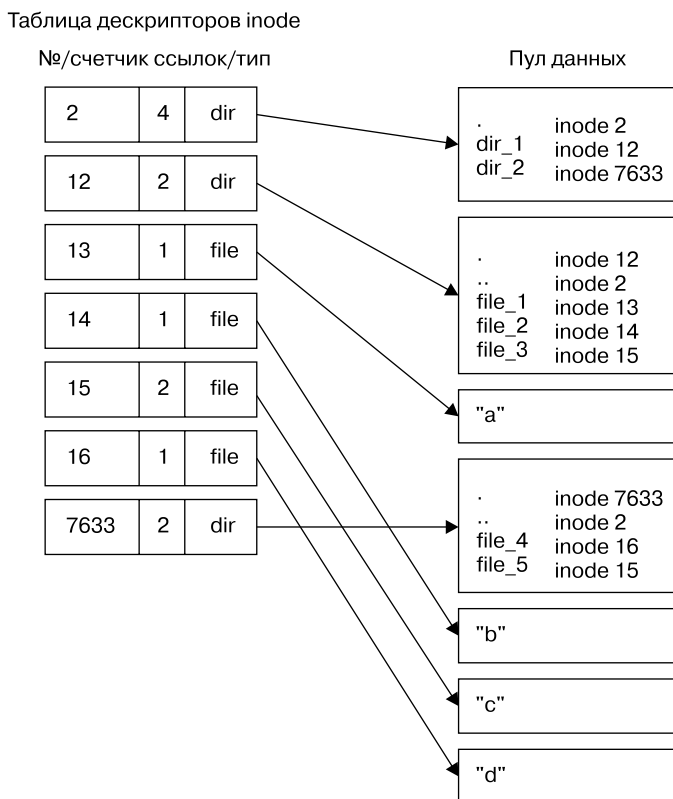 Таблица дескрипторов inode
№/счетчик ссылок/тип
Пул данных
2 4 dir
12 2 dir
13 1 file
14 1 file
15 2 file
16 1 file
7633 2 dir
. inode 2
dir_1 inode 12
dir_2 inode 7633
. inode 12
.. inode 2
file_1 inode 13
file_2 inode 14
file_3 inode 15
"a"
. inode 7633
.. inode 2
file_4 inode 16
file_5 inode 15
"b"
"c"
"d"